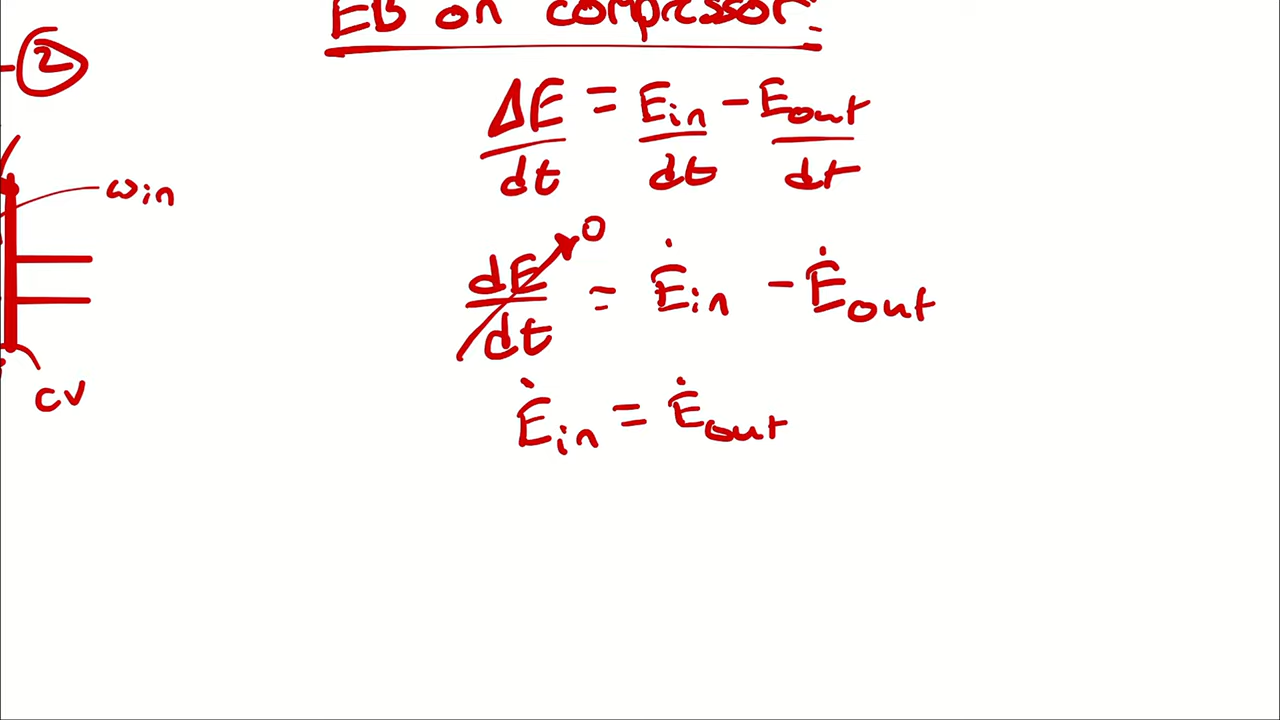 EB on compressor:
2
ΔE/dt = Ein/dt - Eout/dt
win
dE/dt → 0 = Ėin - Ėout
CV
Ėin = Ėout